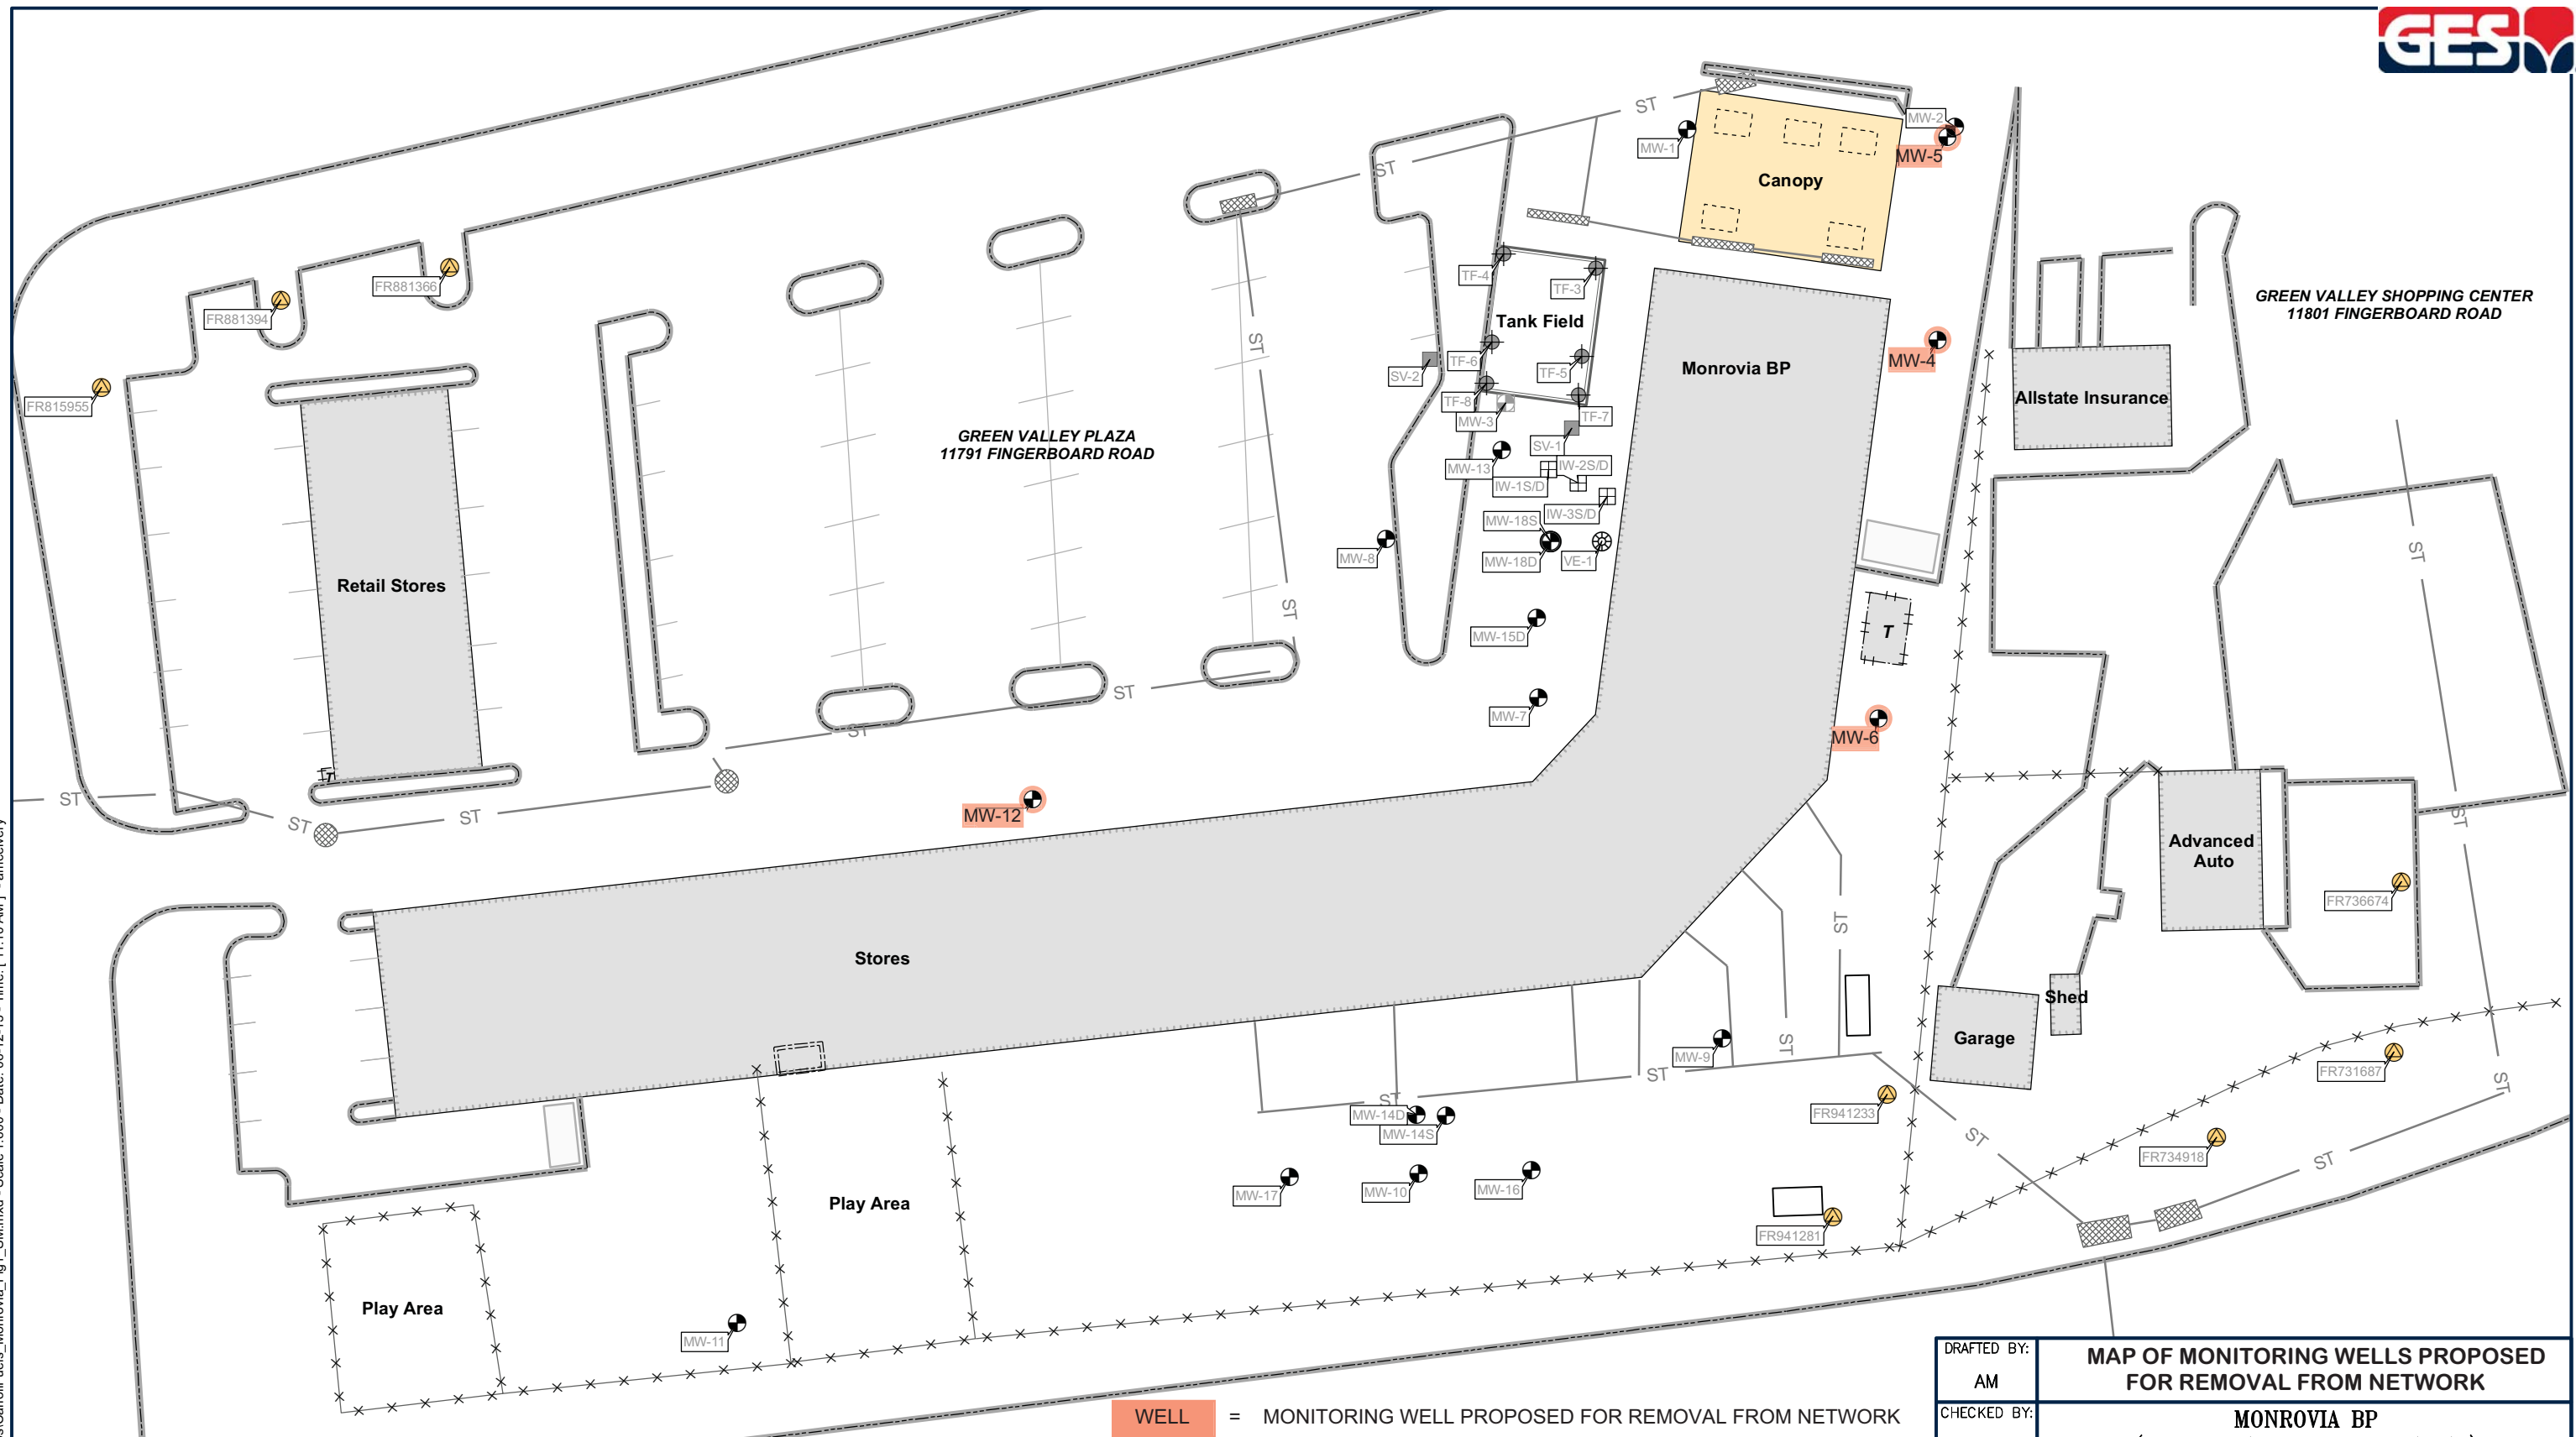 GES
ST
MW-2
MW-1
MW-5
Canopy
ST
FR881366
FR881394
TF-4
TF-3
GREEN VALLEY SHOPPING CENTER
11801 FINGERBOARD ROAD
Tank Field
ST
TF-6
TF-5
SV-2
MW-4
Monrovia BP
FR815955
TF-8
MW-3
TF-7
Allstate Insurance
GREEN VALLEY PLAZA
11791 FINGERBOARD ROAD
SV-1
MW-13
IW-2S/D
IW-1S/D
IW-3S/D
MW-18S
MW-8
MW-18D
VE-1
ST
Retail Stores
ST
MW-15D
T
ST
MW-7
ST
MW-6
T
ST
ST
ST
MW-12
ST
Advanced
Auto
FR736674
ST
Stores
Shed
Garage
ST
MW-9
ST
FR731687
ST
ST
MW-14D
MW-14S
FR941233
ST
FR734918
ST
MW-17
MW-10
MW-16
Play Area
FR941281
Play Area
MW-11
DRAFTED BY:
AM
MAP OF MONITORING WELLS PROPOSED
FOR REMOVAL FROM NETWORK
WELL = MONITORING WELL PROPOSED FOR REMOVAL FROM NETWORK
CHECKED BY:
MONROVIA BP